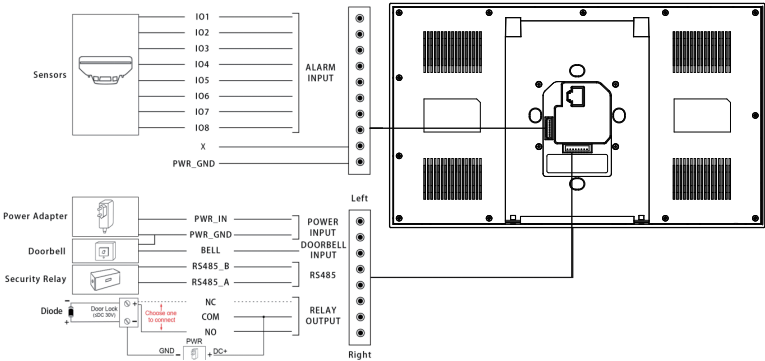 IO1
IO2
IO3
IO4
IO5
IO6
IO7
IO8
X
PWR_GND
Sensors
ALARM
INPUT
Left
Power Adapter
Doorbell
Security Relay
PWR_IN
PWR_GND
BELL
RS485_B
RS485_A
NC
COM
NO
POWER
INPUT
DOORBELL
INPUT
RS485
RELAY
OUTPUT
Diode
−
+
Door Lock
(≤DC 30V)
+
−
Choose one
to connect
PWR
GND − + DC+
Right